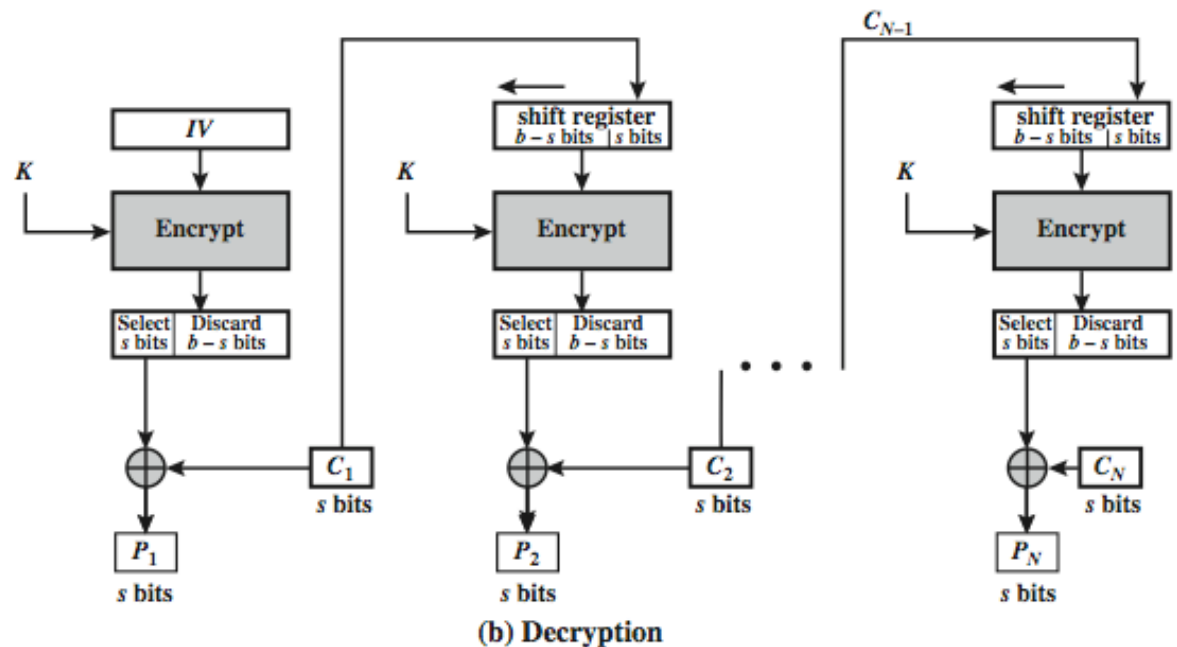 C_{N-1}
IV
shift register
b – s bits | s bits
shift register
b – s bits | s bits
K
K
K
Encrypt
Encrypt
Encrypt
Select Discard
s bits b – s bits
Select Discard
s bits b – s bits
Select Discard
s bits b – s bits
• • •
C_1
C_2
C_N
s bits
s bits
s bits
P_1
P_2
P_N
s bits
s bits
s bits
(b) Decryption